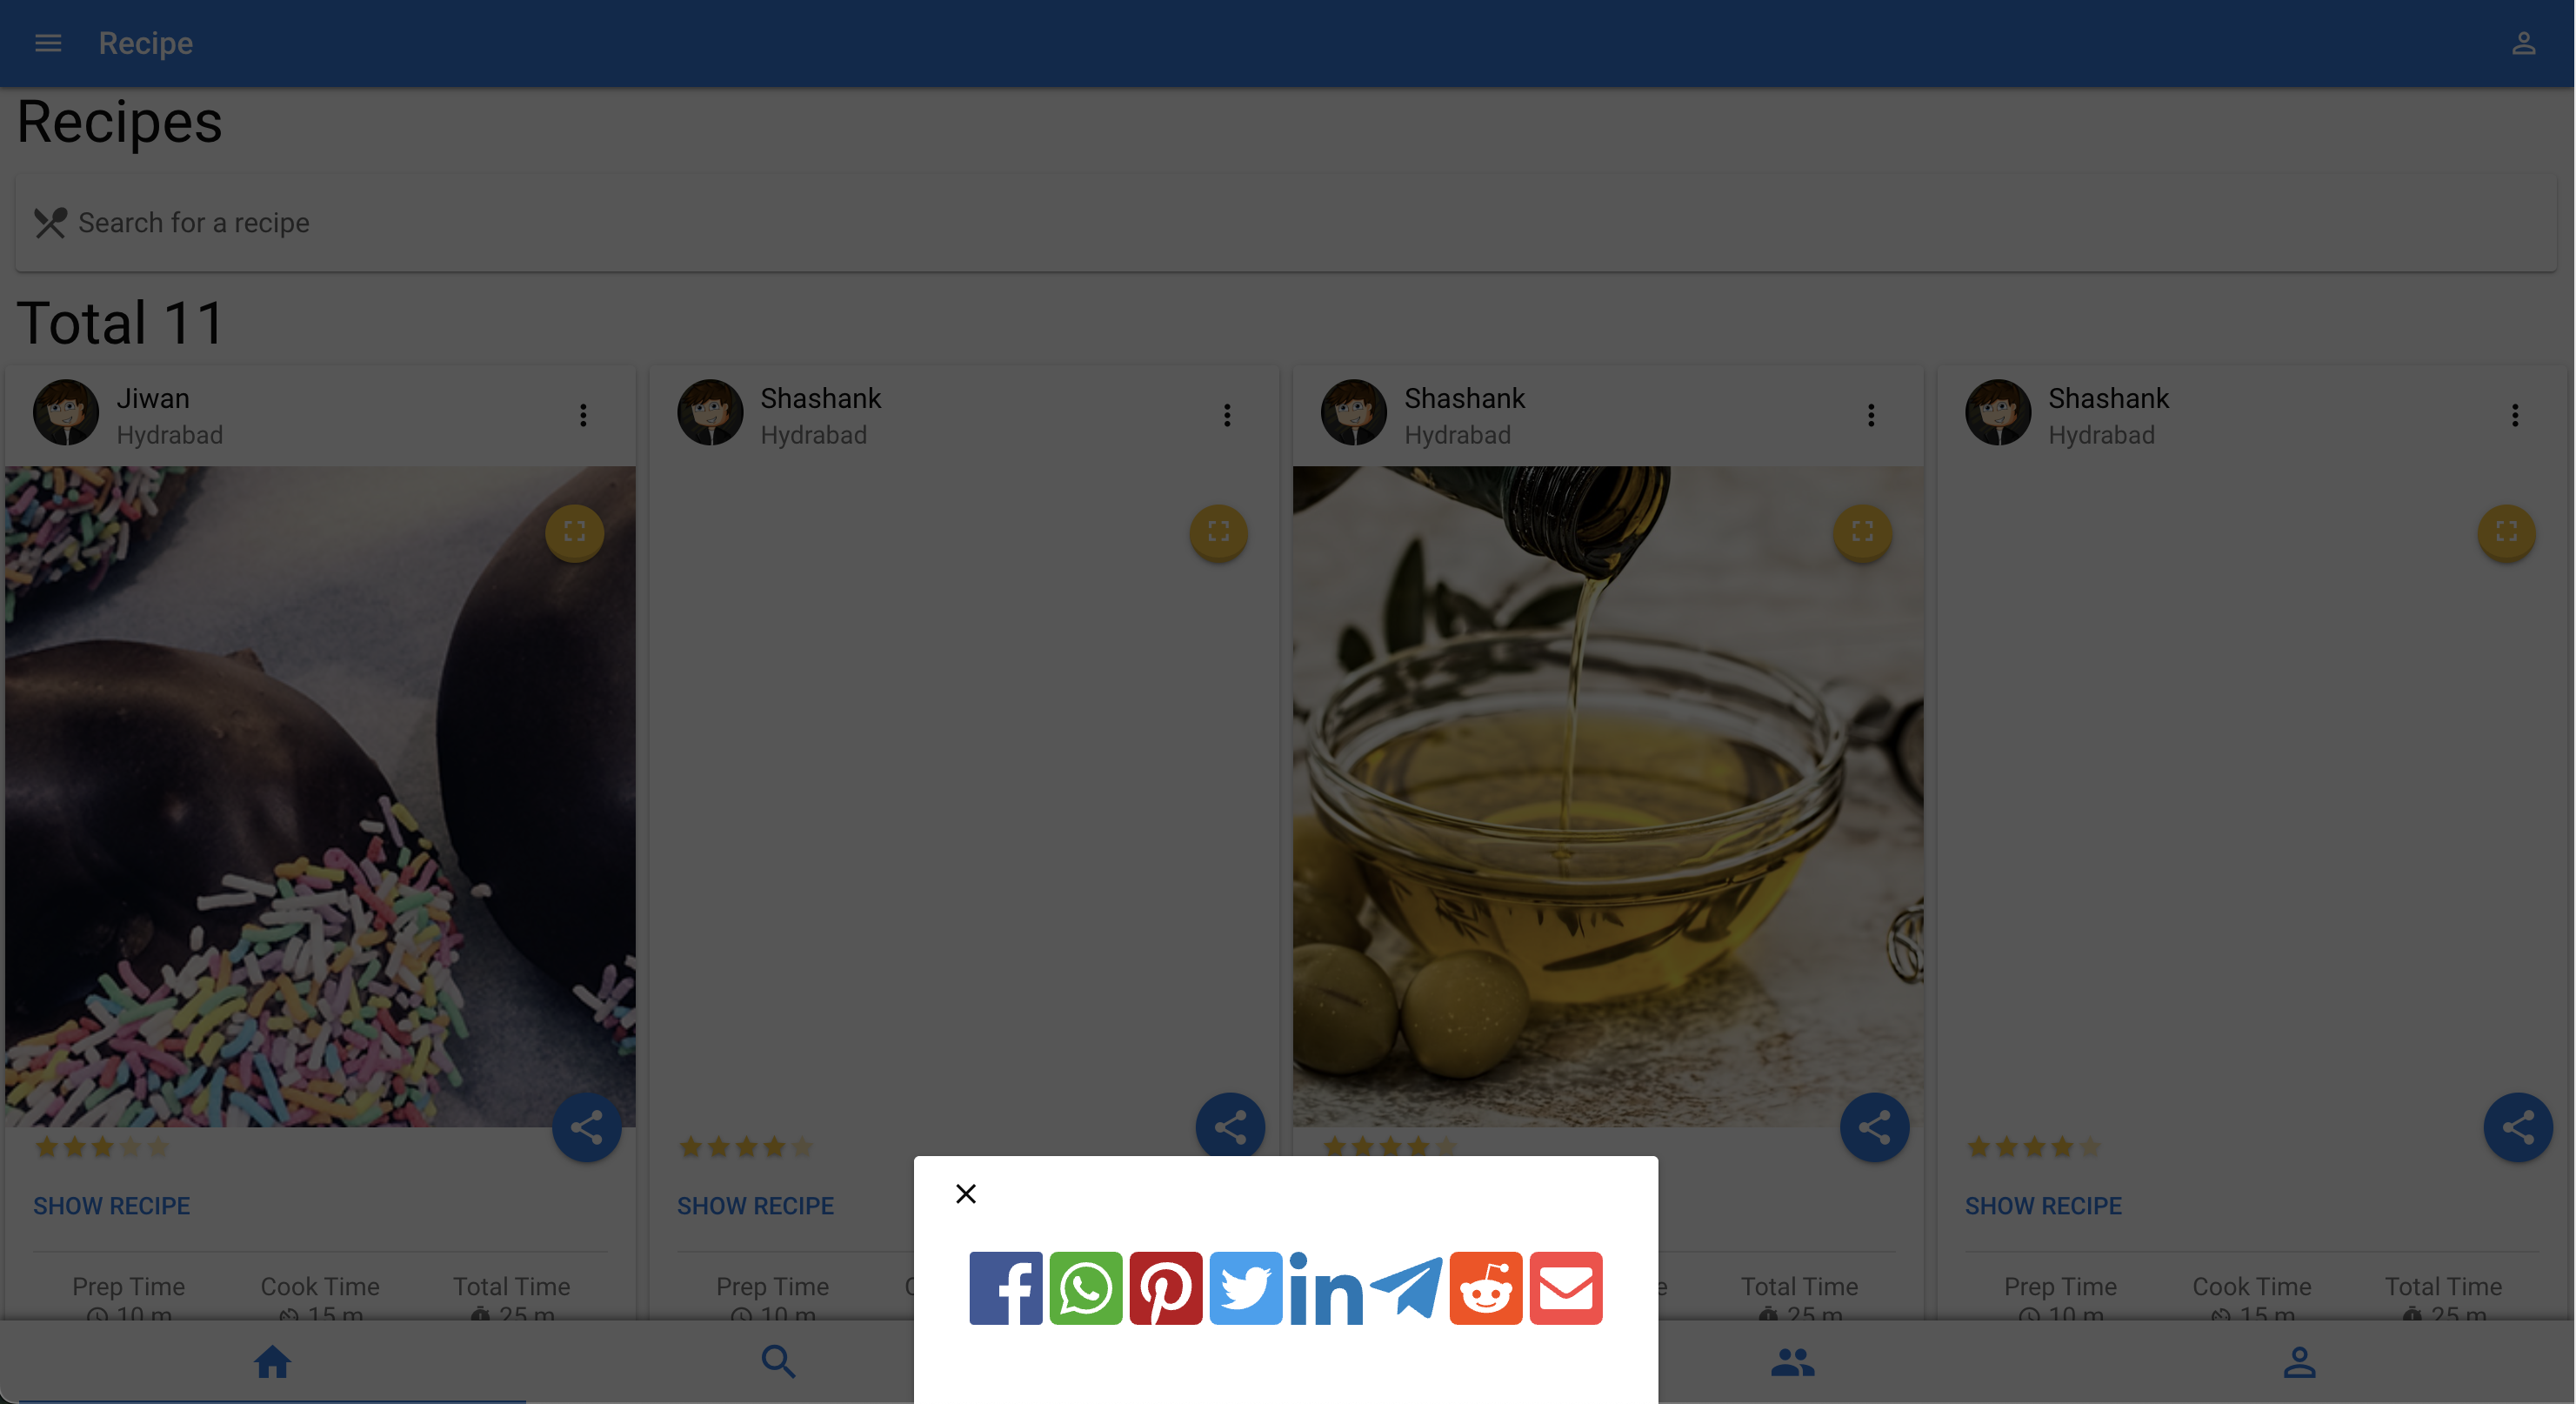 Recipe
Recipes
Search for a recipe
Total 11
Jiwan
Hydrabad
Shashank
Hydrabad
Shashank
Hydrabad
Shashank
Hydrabad
SHOW RECIPE
SHOW RECIPE
SHOW RECIPE
Prep Time
Cook Time
Total Time
Prep Time
Total Time
Prep Time
Cook Time
Total Time
10 m
15 m
25 m
10 m
25 m
10 m
15 m
25 m
in